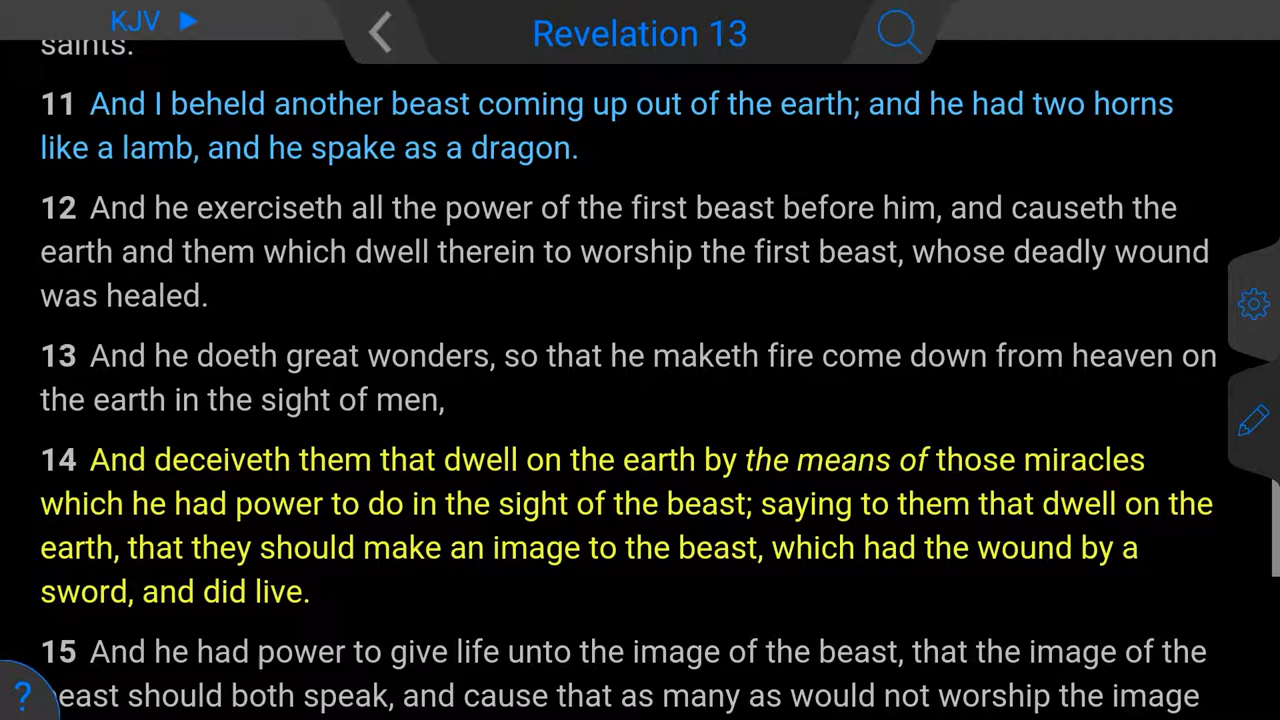 KJV
Revelation 13
saints.
11 And I beheld another beast coming up out of the earth; and he had two horns
like a lamb, and he spake as a dragon.
12 And he exerciseth all the power of the first beast before him, and causeth the
earth and them which dwell therein to worship the first beast, whose deadly wound
was healed.
13 And he doeth great wonders, so that he maketh fire come down from heaven on
the earth in the sight of men,
14 And deceiveth them that dwell on the earth by the means of those miracles
which he had power to do in the sight of the beast; saying to them that dwell on the
earth, that they should make an image to the beast, which had the wound by a
sword, and did live.
15 And he had power to give life unto the image of the beast, that the image of the
beast should both speak, and cause that as many as would not worship the image
?